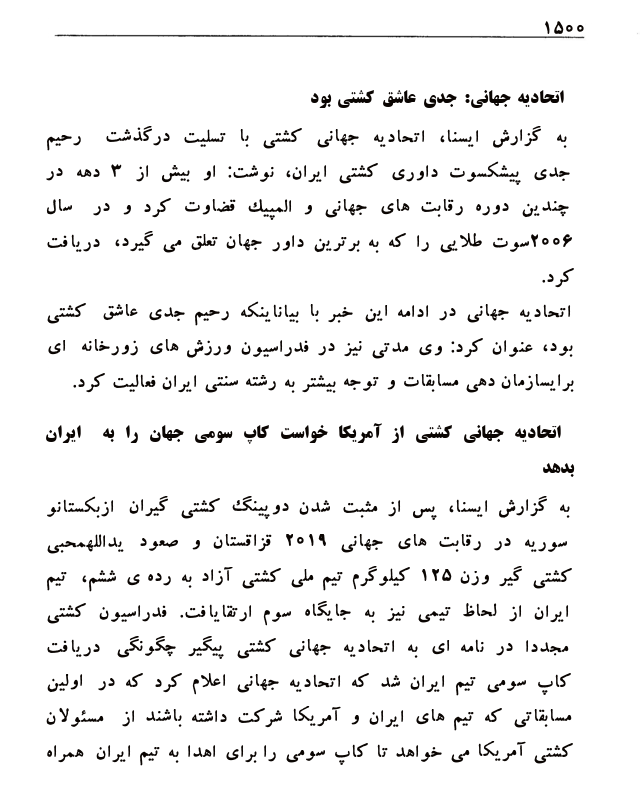 ۱۵۰۰
اتحادیه جهانی: جدی عاشق کشتی بود
به گزارش ایسنا، اتحادیه جهانی کشتی با تسلیت درگذشت رحیم
جدی پیشکسوت داوری کشتی ایران، نوشت: او بیش از ۳ دهه در
چندین دوره رقابت های جهانی و المپیک قضاوت کرد و در سال
۲۰۰۶سوت طلایی را که به برترین داور جهان تعلق می گیرد، دریافت
کرد.
اتحادیه جهانی در ادامه این خبر با بیاناینکه رحیم جدی عاشق کشتی
بود، عنوان کرد: وی مدتی نیز در فدراسیون ورزش های زورخانه ای
برایسازمان دهی مسابقات و توجه بیشتر به رشته سنتی ایران فعالیت کرد.
اتحادیه جهانی کشتی از آمریکا خواست کاپ سومی جهان را به ایران
بدهد
به گزارش ایسنا، پس از مثبت شدن دوپینگ کشتی گیران ازبکستانو
سوریه در رقابت های جهانی ۲۰۱۹ قزاقستان و صعود یداللهمحبی
کشتی گیر وزن ۱۲۵ کیلوگرم تیم ملی کشتی آزاد به رده ی ششم، تیم
ایران از لحاظ تیمی نیز به جایگاه سوم ارتقایافت. فدراسیون کشتی
مجددا در نامه ای به اتحادیه جهانی کشتی پیگیر چگونگی دریافت
کاپ سومی تیم ایران شد که اتحادیه جهانی اعلام کرد که در اولین
مسابقاتی که تیم های ایران و آمریکا شرکت داشته باشند از مسئولان
کشتی آمریکا می خواهد تا کاپ سومی را برای اهدا به تیم ایران همراه